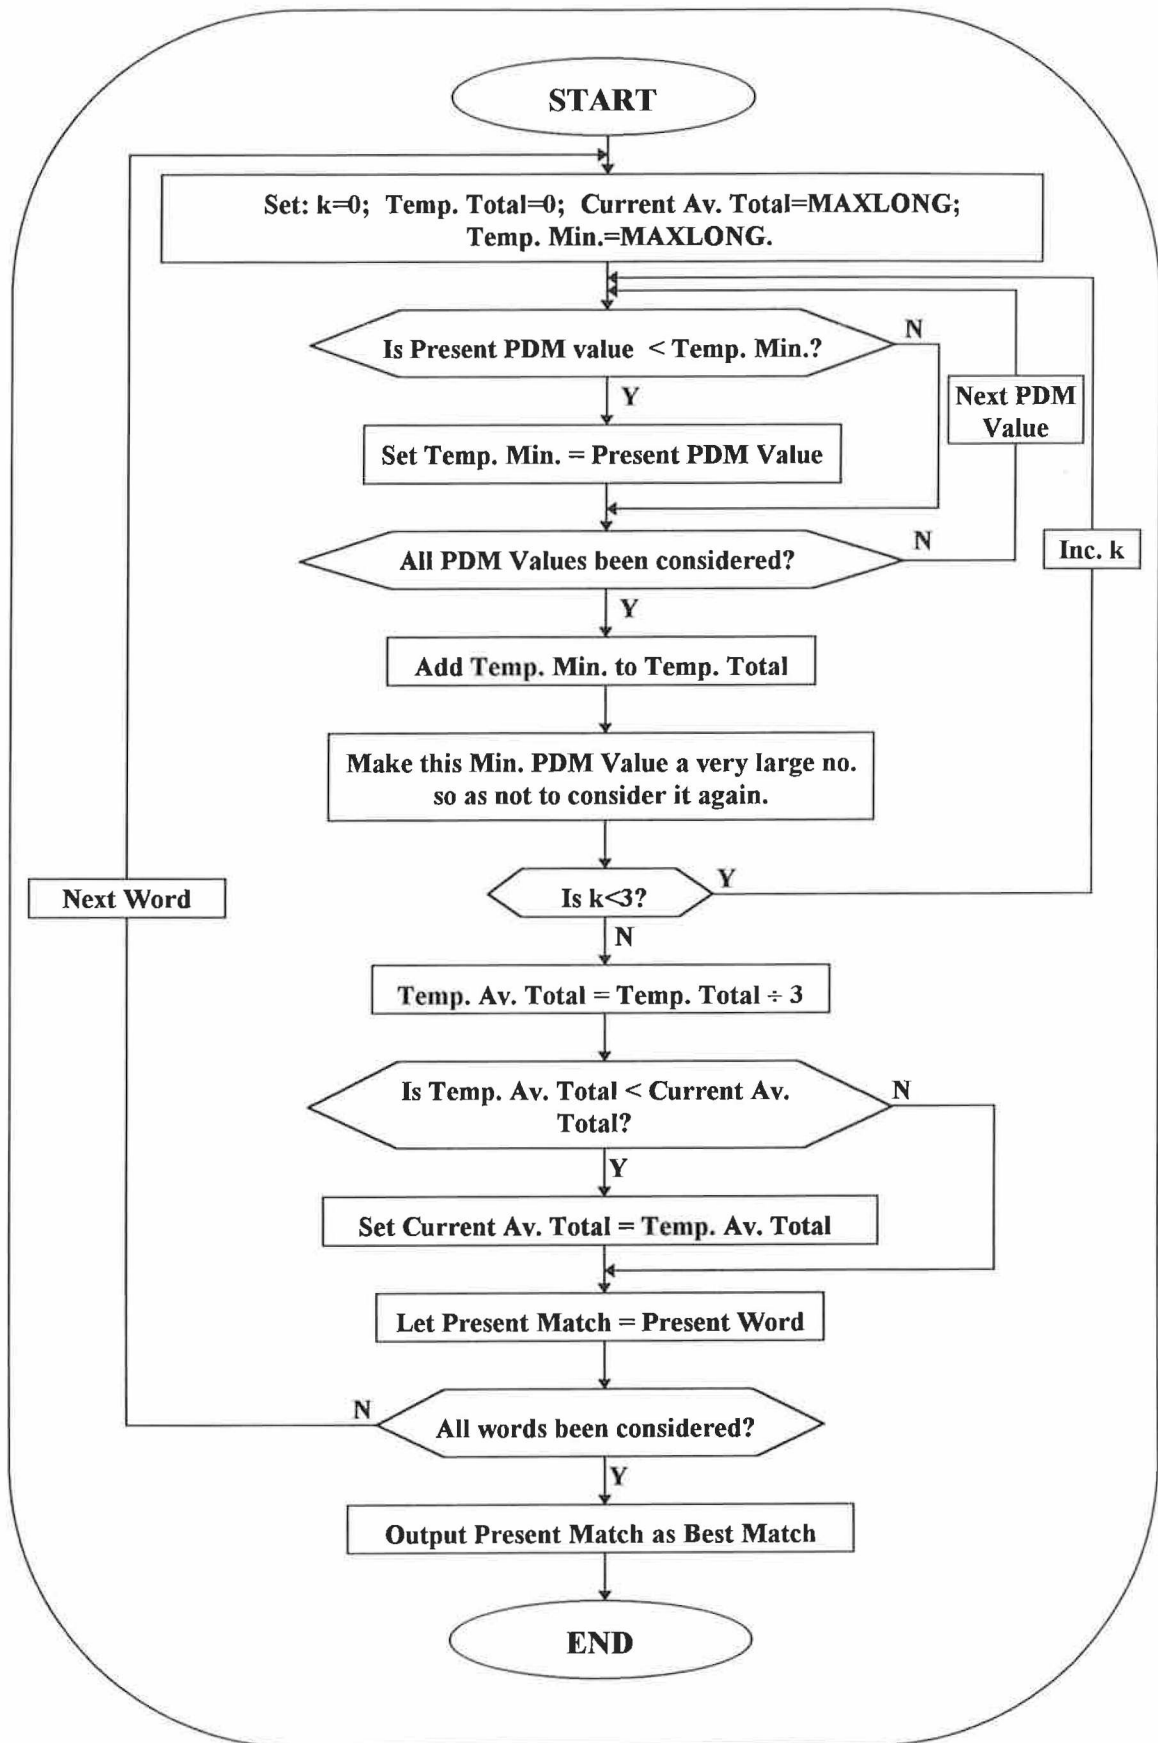 START
Set: k=0; Temp. Total=0; Current Av. Total=MAXLONG;
Temp. Min.=MAXLONG.
Is Present PDM value < Temp. Min.?
N
Y
Next PDM
Value
Set Temp. Min. = Present PDM Value
All PDM Values been considered?
N
Inc. k
Y
Add Temp. Min. to Temp. Total
Make this Min. PDM Value a very large no.
so as not to consider it again.
Next Word
Is k<3?
Y
N
Temp. Av. Total = Temp. Total ÷ 3
Is Temp. Av. Total < Current Av.
Total?
N
Y
Set Current Av. Total = Temp. Av. Total
Let Present Match = Present Word
N
All words been considered?
Y
Output Present Match as Best Match
END